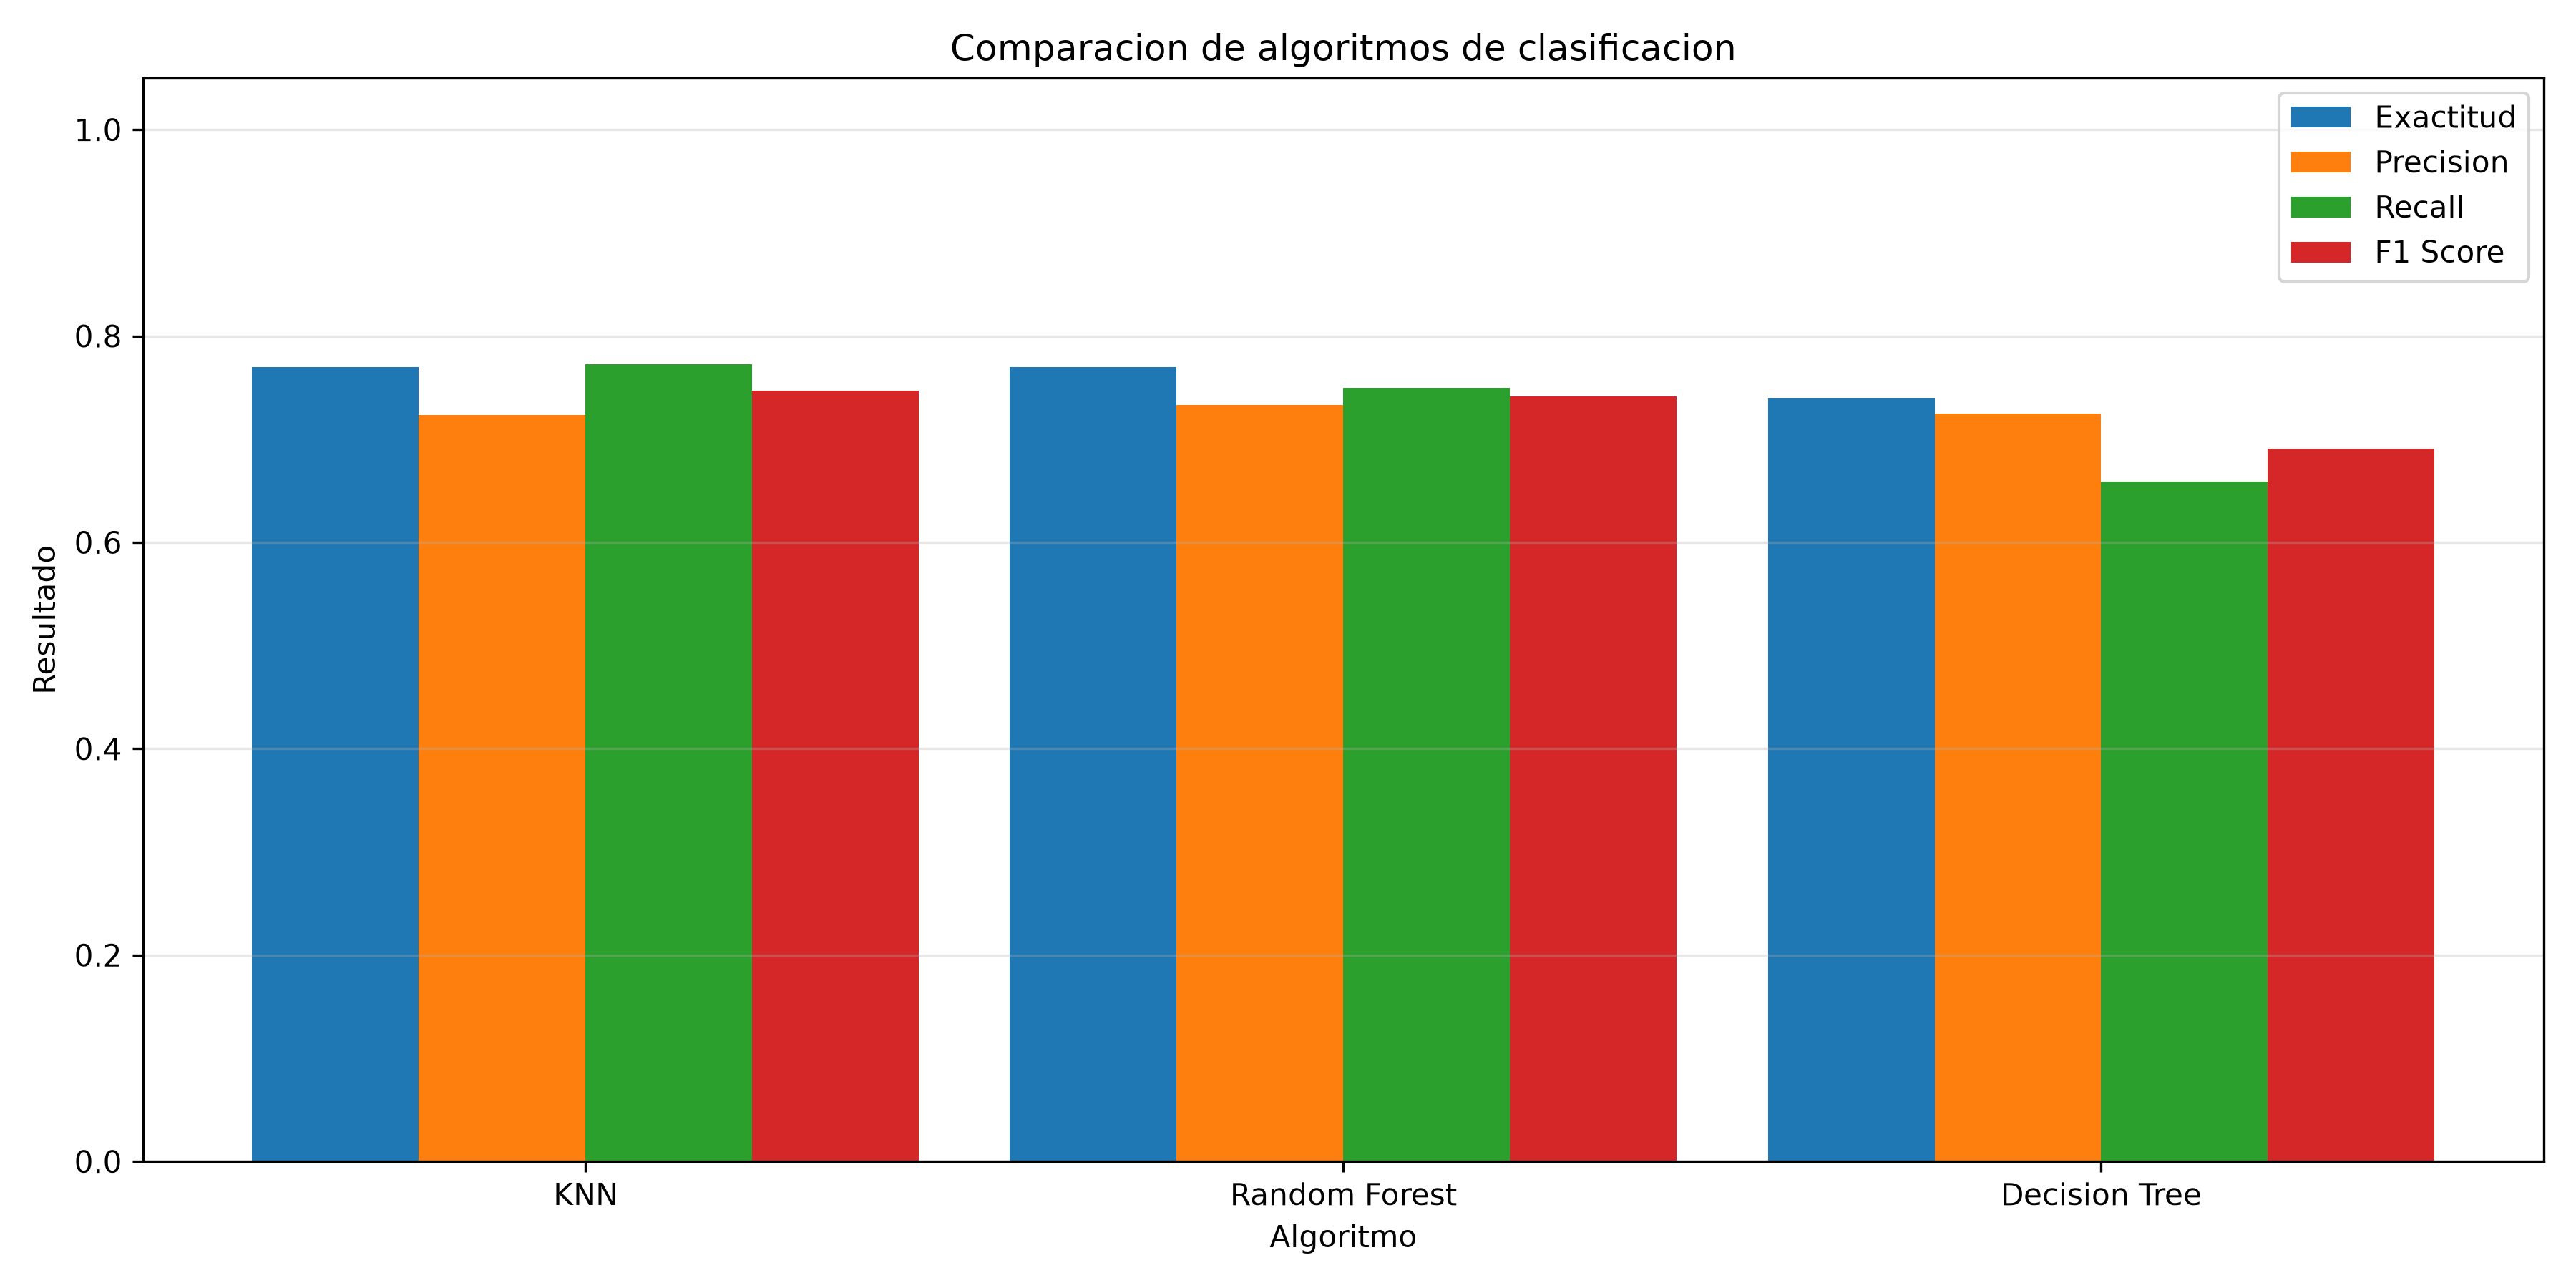 Comparacion de algoritmos de clasificacion
Exactitud
Precision
Recall
F1 Score
Resultado
1.0
0.8
0.6
0.4
0.2
0.0
KNN
Random Forest
Decision Tree
Algoritmo